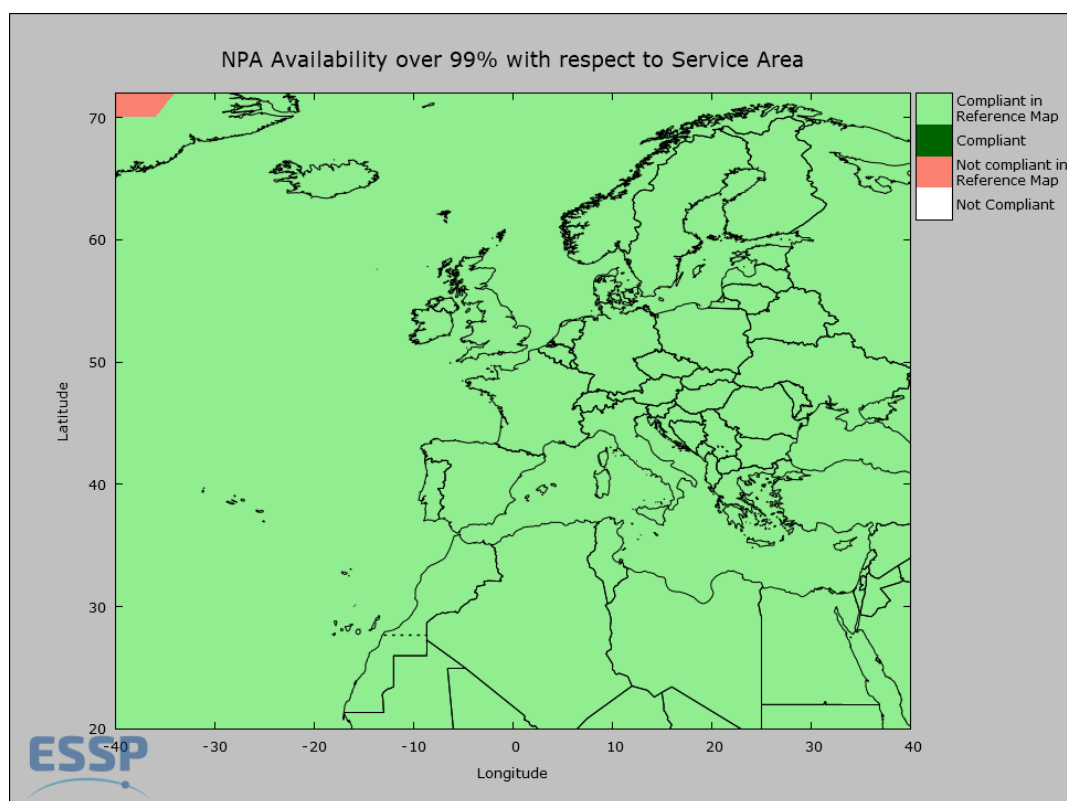 NPA Availability over 99% with respect to Service Area
Compliant in
Reference Map
Compliant
Not compliant in
Reference Map
Not Compliant
70
60
50
40
30
20
Latitude
-40
-30
-20
-10
0
10
20
30
40
Longitude
ESSP